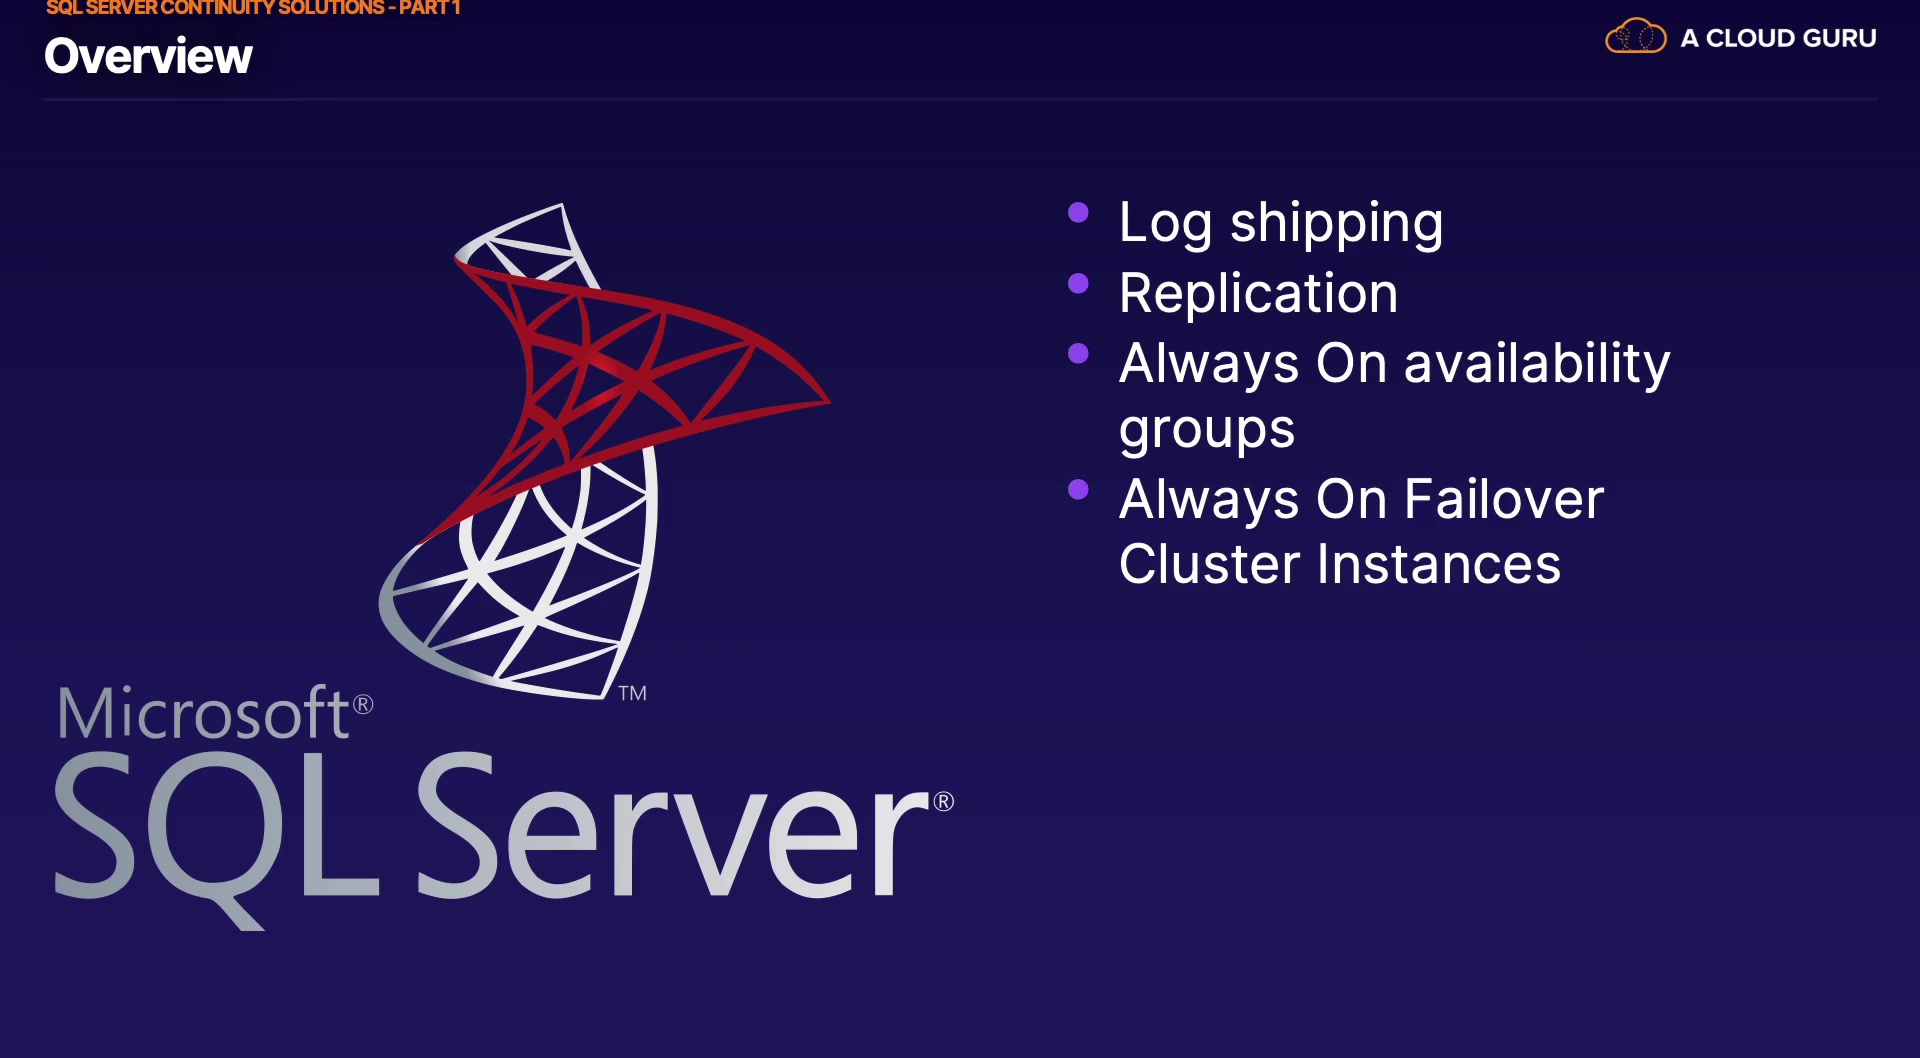 SQL SERVER CONTINUITY SOLUTIONS - PART 1
Overview
A CLOUD GURU
• Log shipping
• Replication
• Always On availability
groups
• Always On Failover
Cluster Instances
TM
Microsoft®
SQL Server®